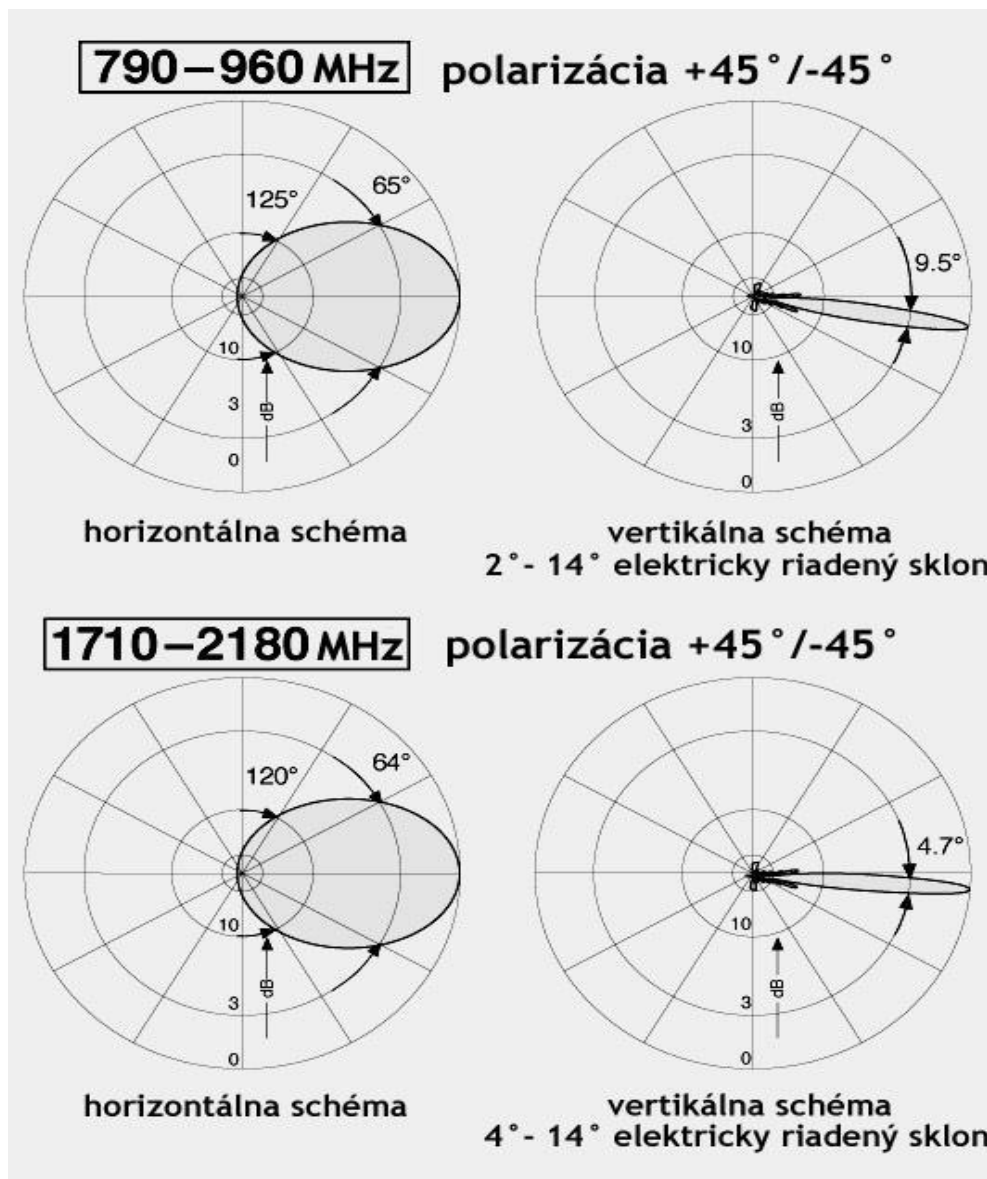 790–960 MHz polarizácia +45°/-45°
125°
65°
10
3
0
dB
9.5°
10
3
0
dB
horizontálna schéma
vertikálna schéma
2°- 14° elektricky riadený sklon
1710–2180 MHz polarizácia +45°/-45°
120°
64°
10
3
0
dB
4.7°
10
3
0
dB
horizontálna schéma
vertikálna schéma
4°- 14° elektricky riadený sklon